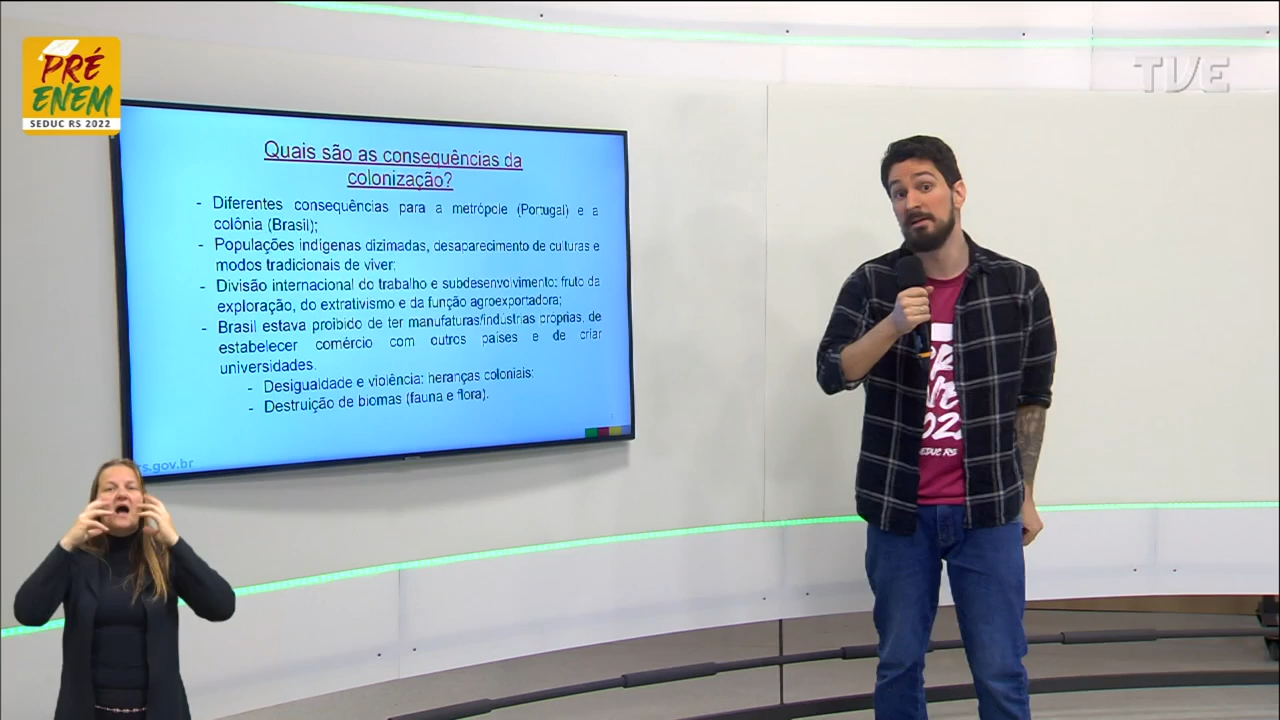 PRÉ
ENEM
SEDUC RS 2022
TVE
Quais são as consequências da
colonização?
- Diferentes consequências para a metrópole (Portugal) e a
colônia (Brasil);
- Populações indígenas dizimadas, desaparecimento de culturas e
modos tradicionais de viver;
- Divisão internacional do trabalho e subdesenvolvimento: fruto da
exploração, do extrativismo e da função agroexportadora;
- Brasil estava proibido de ter manufaturas/indústrias próprias, de
estabelecer comércio com outros países e de criar
universidades.
- Desigualdade e violência: heranças coloniais;
- Destruição de biomas (fauna e flora).
rs.gov.br
SEDUC RS